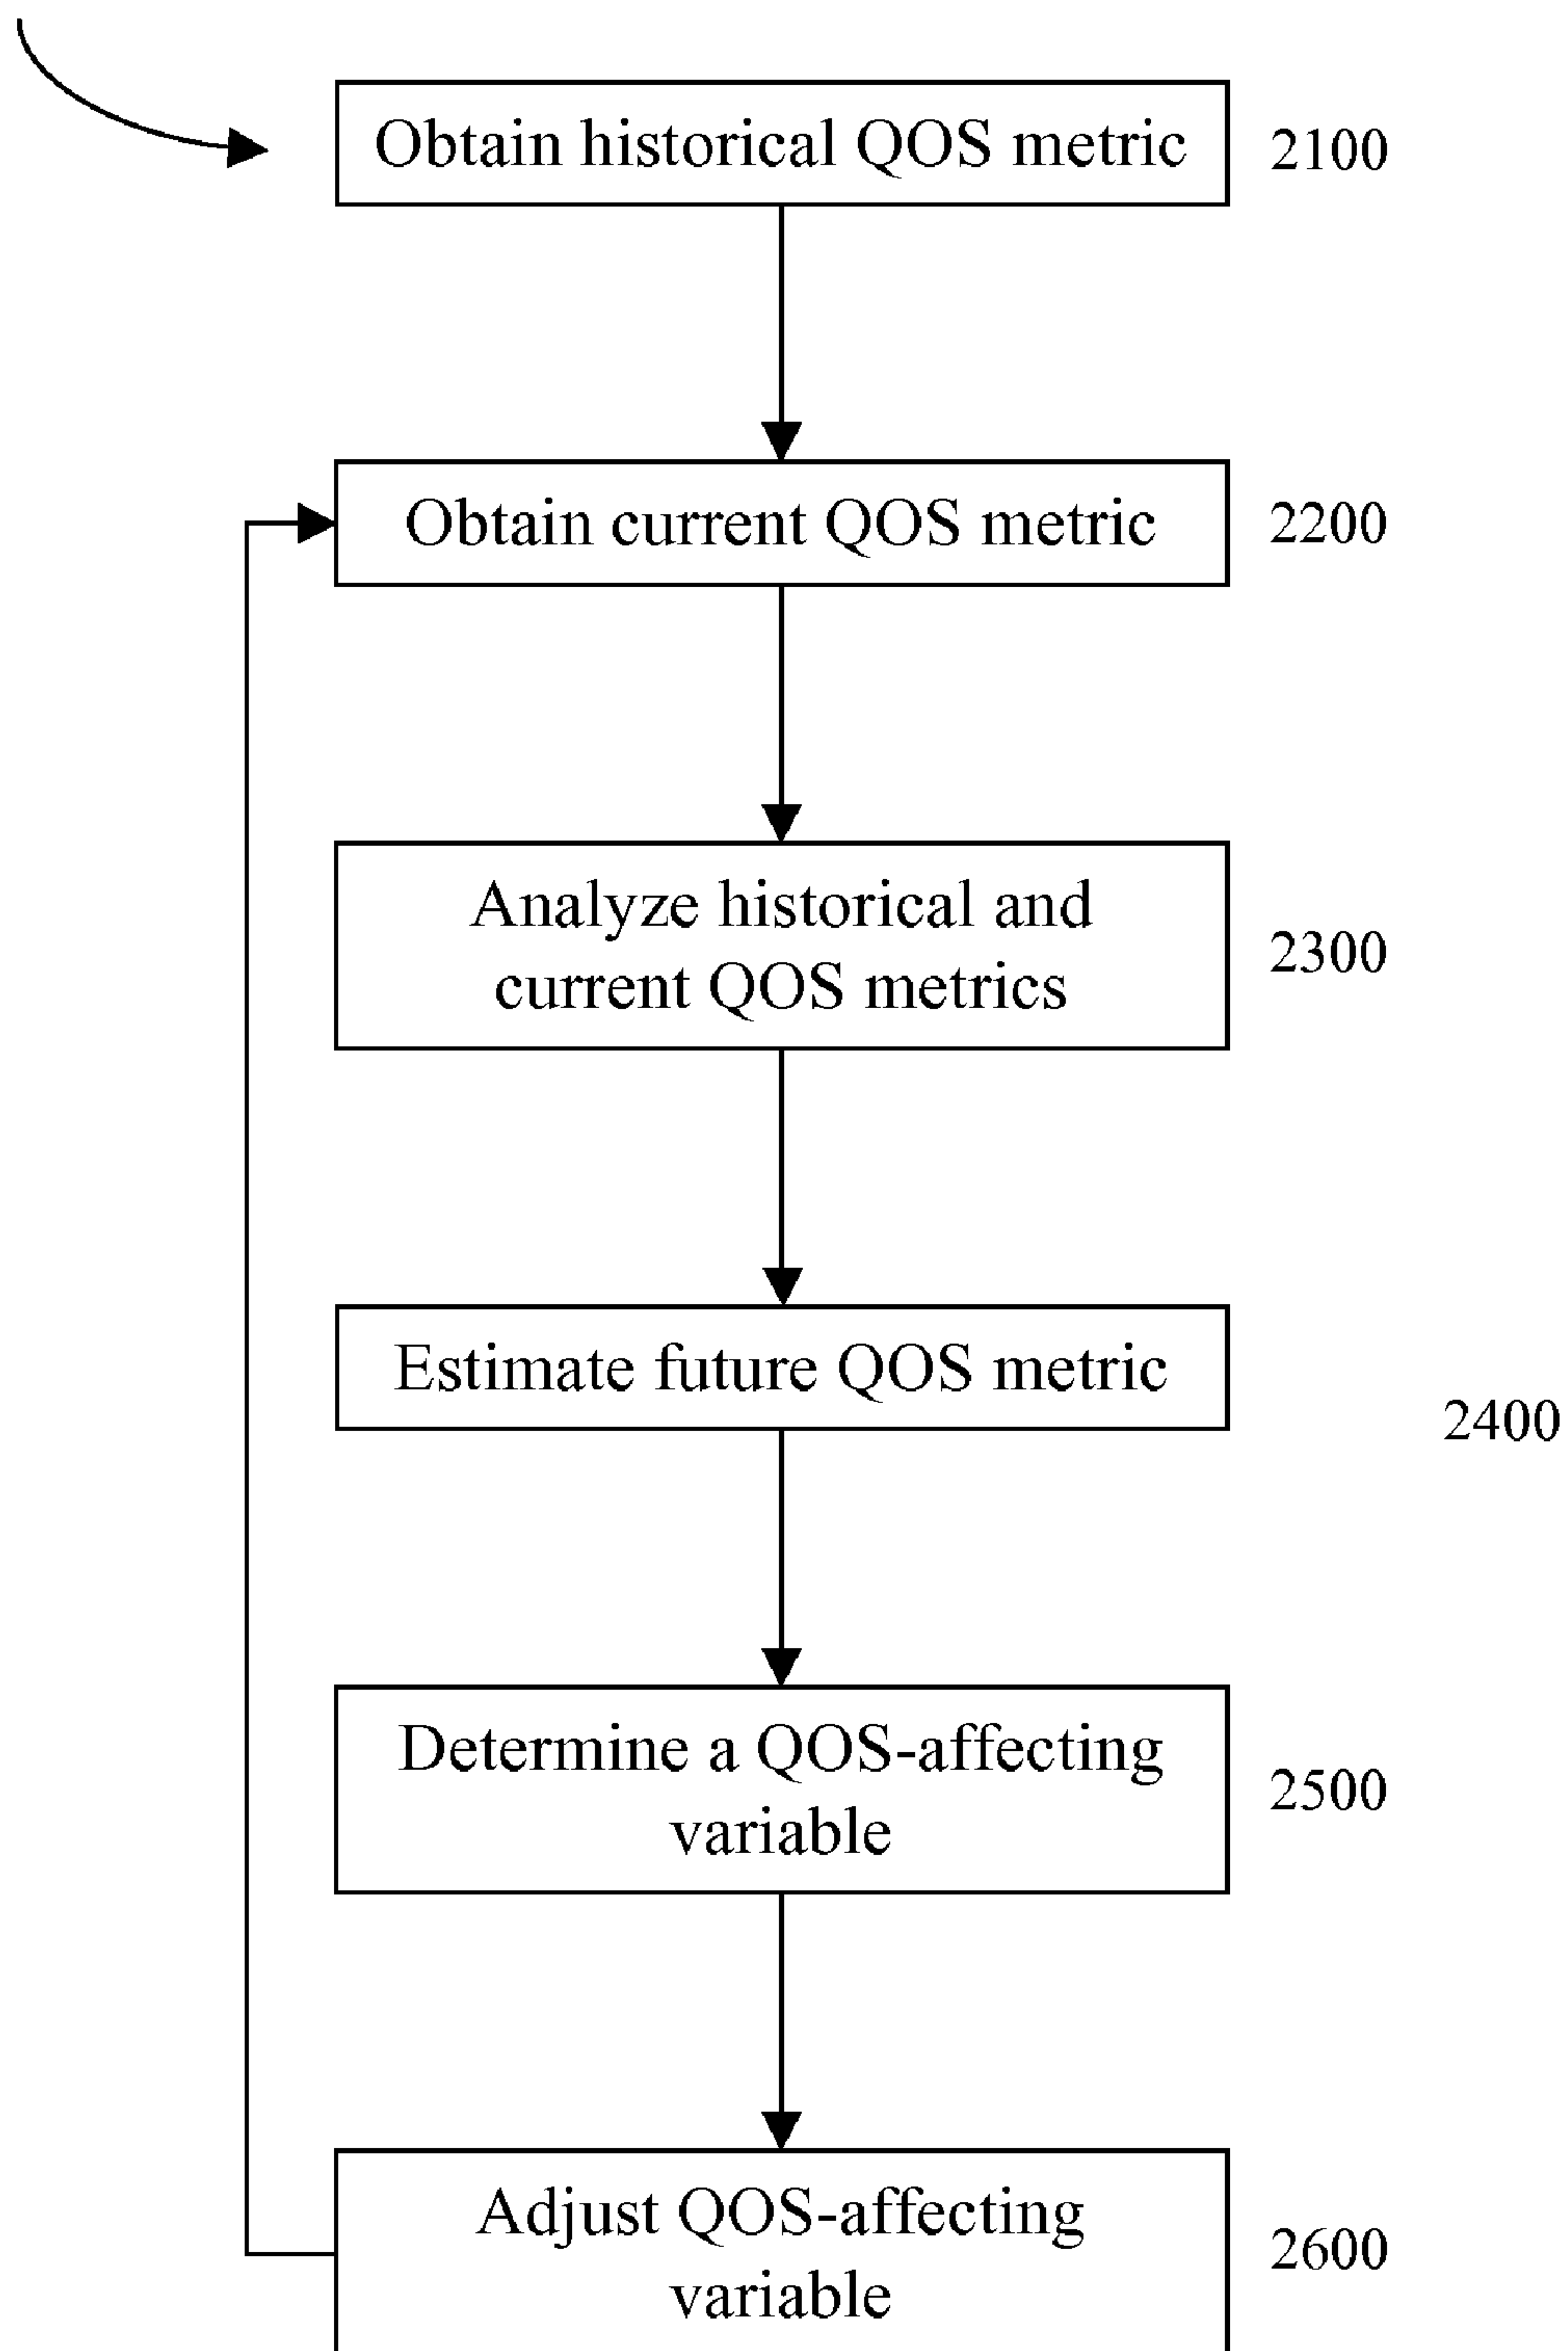 Obtain historical QOS metric
2100
Obtain current QOS metric
2200
Analyze historical and
current QOS metrics
2300
Estimate future QOS metric
2400
Determine a QOS-affecting
variable
2500
Adjust QOS-affecting
variable
2600